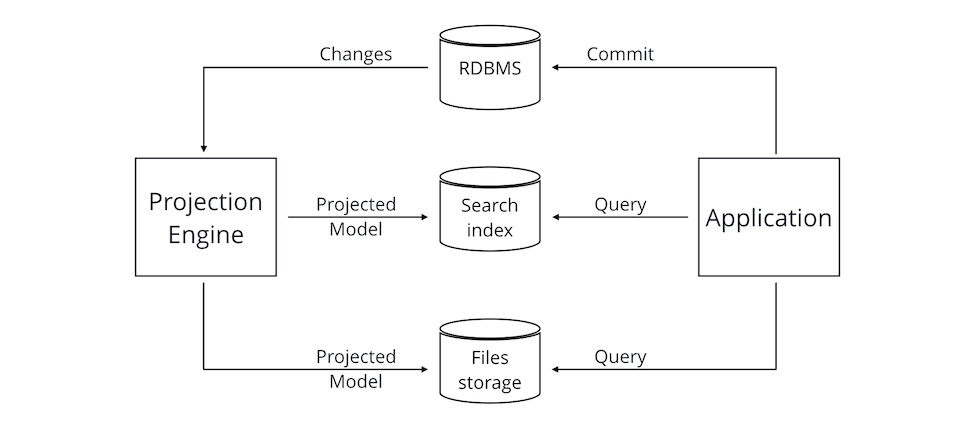 Changes
Commit
RDBMS
Projection
Engine
Projected
Model
Search
index
Query
Application
Projected
Model
Files
storage
Query